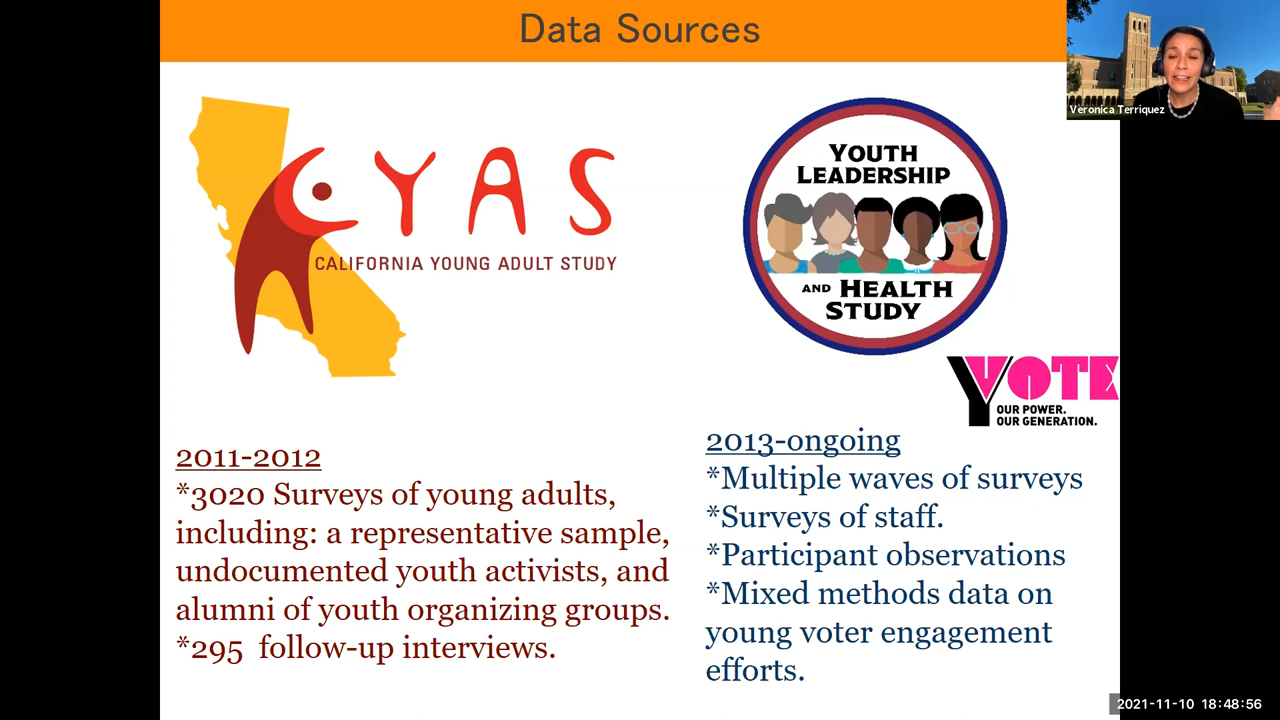 Data Sources
Veronica Terriquez
CYAS
CALIFORNIA YOUNG ADULT STUDY
YOUTH
LEADERSHIP
AND HEALTH
STUDY
VOTE
OUR POWER.
OUR GENERATION.
2011-2012
*3020 Surveys of young adults,
including: a representative sample,
undocumented youth activists, and
alumni of youth organizing groups.
*295 follow-up interviews.
2013-ongoing
*Multiple waves of surveys
*Surveys of staff.
*Participant observations
*Mixed methods data on
young voter engagement
efforts.
2021-11-10 18:48:56